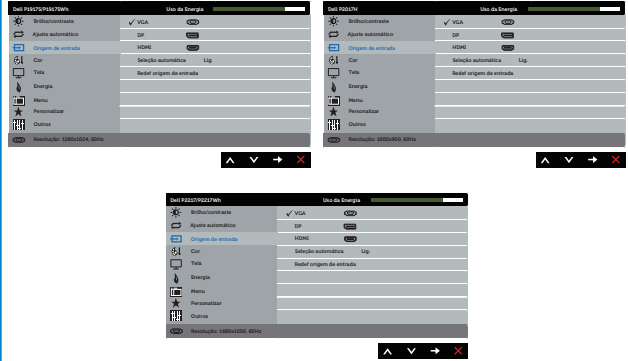 Dell P1917S/P1917SWh Uso da Energia
Brilho/contraste VGA
Ajuste automático DP
Origem de entrada HDMI
Cor Seleção automática Lig.
Tela Redef origem de entrada
Energia
Menu
Personalizar
Outros
Resolução: 1280x1024, 60Hz
Dell P2017H Uso da Energia
Brilho/contraste VGA
Ajuste automático DP
Origem de entrada HDMI
Cor Seleção automática Lig.
Tela Redef origem de entrada
Energia
Menu
Personalizar
Outros
Resolução: 1600x900, 60Hz
Dell P2217/P2217Wh Uso da Energia
Brilho/contraste VGA
Ajuste automático DP
Origem de entrada HDMI
Cor Seleção automática Lig.
Tela Redef origem de entrada
Energia
Menu
Personalizar
Outros
Resolução: 1680x1050, 60Hz